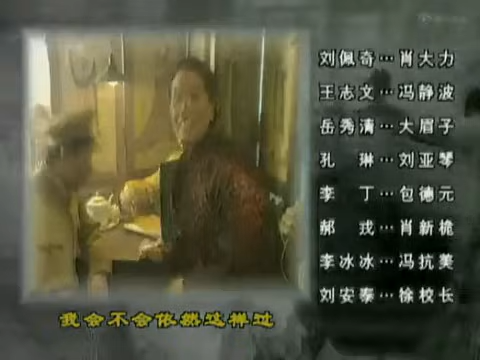 刘佩奇…肖大力
王志文…冯静波
岳秀清…大眉子
孔 琳…刘亚琴
李 丁…包德元
郝 戎…肖新桅
李冰冰…冯抗美
刘安泰…徐校长
我会不会依然这样过